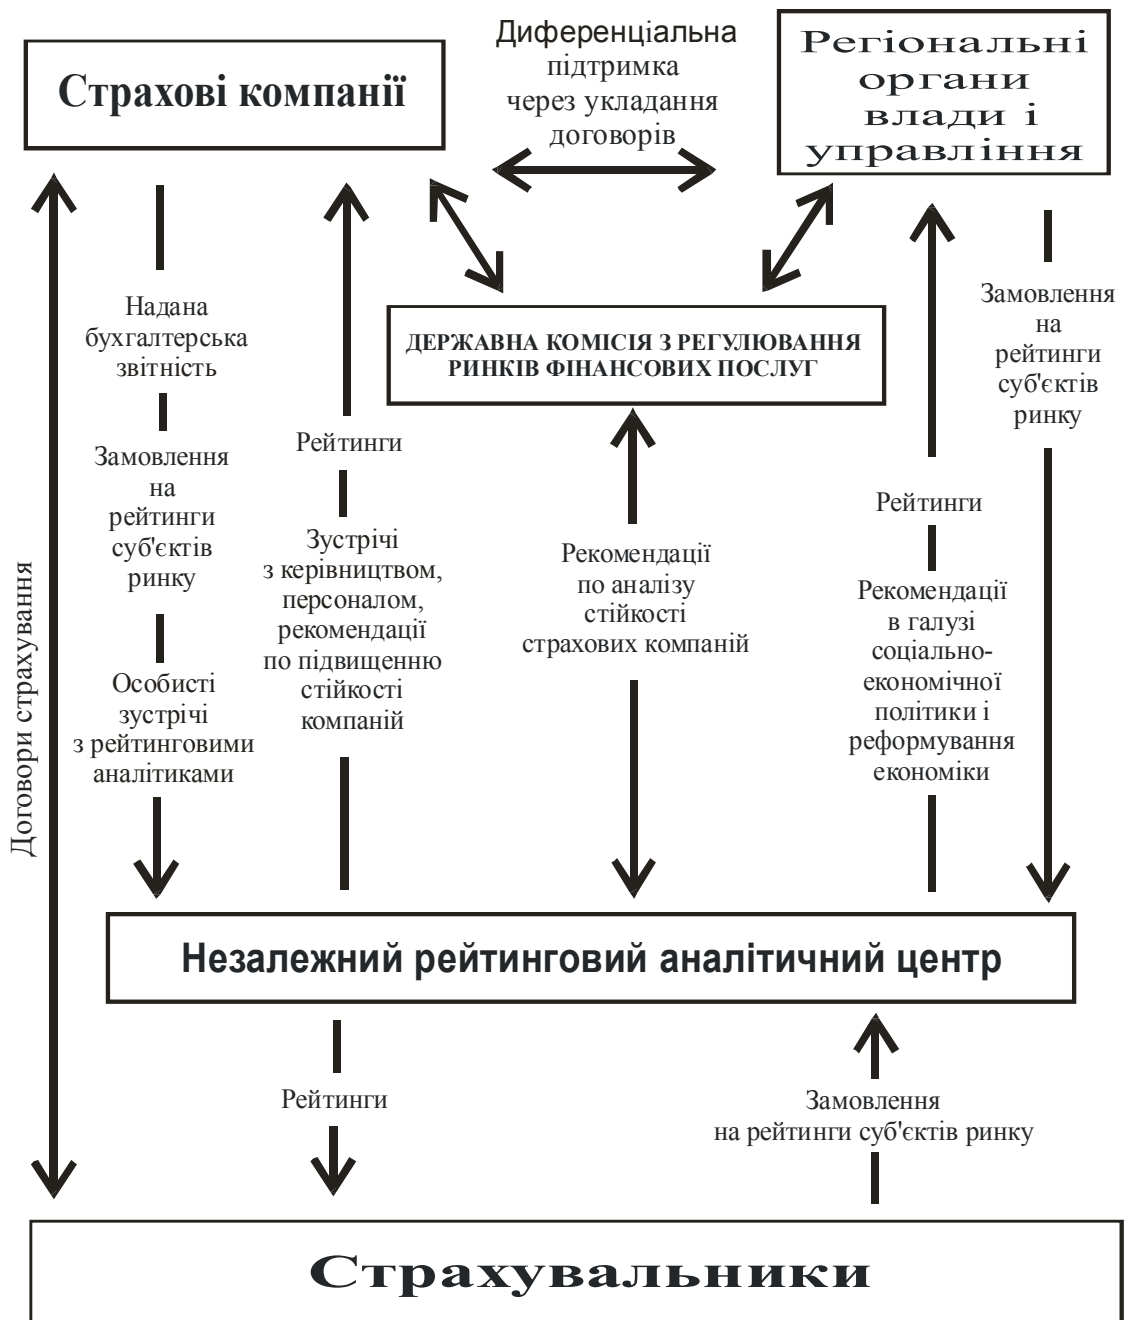 Страхові компанії
Диференціальна
підтримка
через укладання
договорів
Регіональні
органи
влади і
управління
ДЕРЖАВНА КОМІСІЯ З РЕГУЛЮВАННЯ
РИНКІВ ФІНАНСОВИХ ПОСЛУГ
Договори страхування
Надана
бухгалтерська
звітність
Замовлення
на
рейтинги
суб'єктів
ринку
Особисті
зустрічі
з рейтинговими
аналітиками
Рейтинги
Зустрічі
з керівництвом,
персоналом,
рекомендації
по підвищенню
стійкості
компаній
Рекомендації
по аналізу
стійкості
страхових компаній
Рейтинги
Рекомендації
в галузі
соціально-
економічної
політики і
реформування
економіки
Замовлення
на
рейтинги
суб'єктів
ринку
Незалежний рейтинговий аналітичний центр
Рейтинги
Замовлення
на рейтинги суб'єктів ринку
Страхувальники